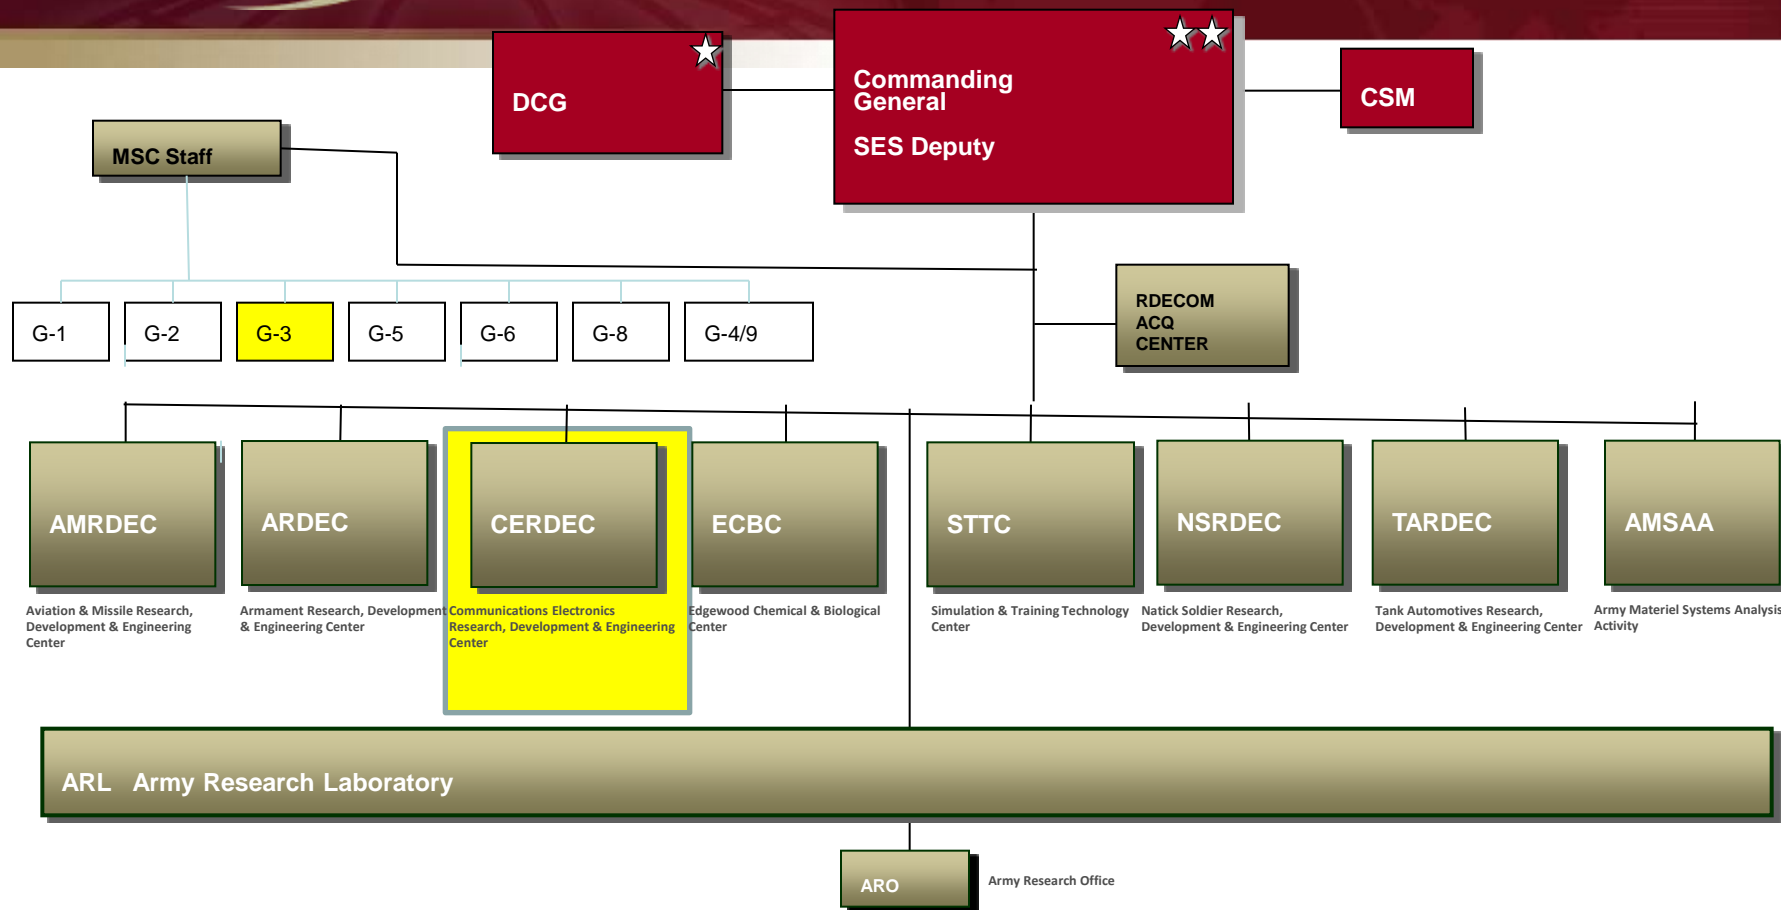 DCG
Commanding
General
SES Deputy
CSM
MSC Staff
G-1
G-2
G-3
G-5
G-6
G-8
G-4/9
RDECOM
ACQ
CENTER
AMRDEC
ARDEC
CERDEC
ECBC
STTC
NSRDEC
TARDEC
AMSAA
Aviation & Missile Research,
Development & Engineering
Center
Armament Research, Development
& Engineering Center
Communications Electronics
Research, Development & Engineering
Center
Edgewood Chemical & Biological
Center
Simulation & Training Technology
Center
Natick Soldier Research,
Development & Engineering Center
Tank Automotives Research,
Development & Engineering Center
Army Materiel Systems Analysis
Activity
ARL Army Research Laboratory
ARO
Army Research Office